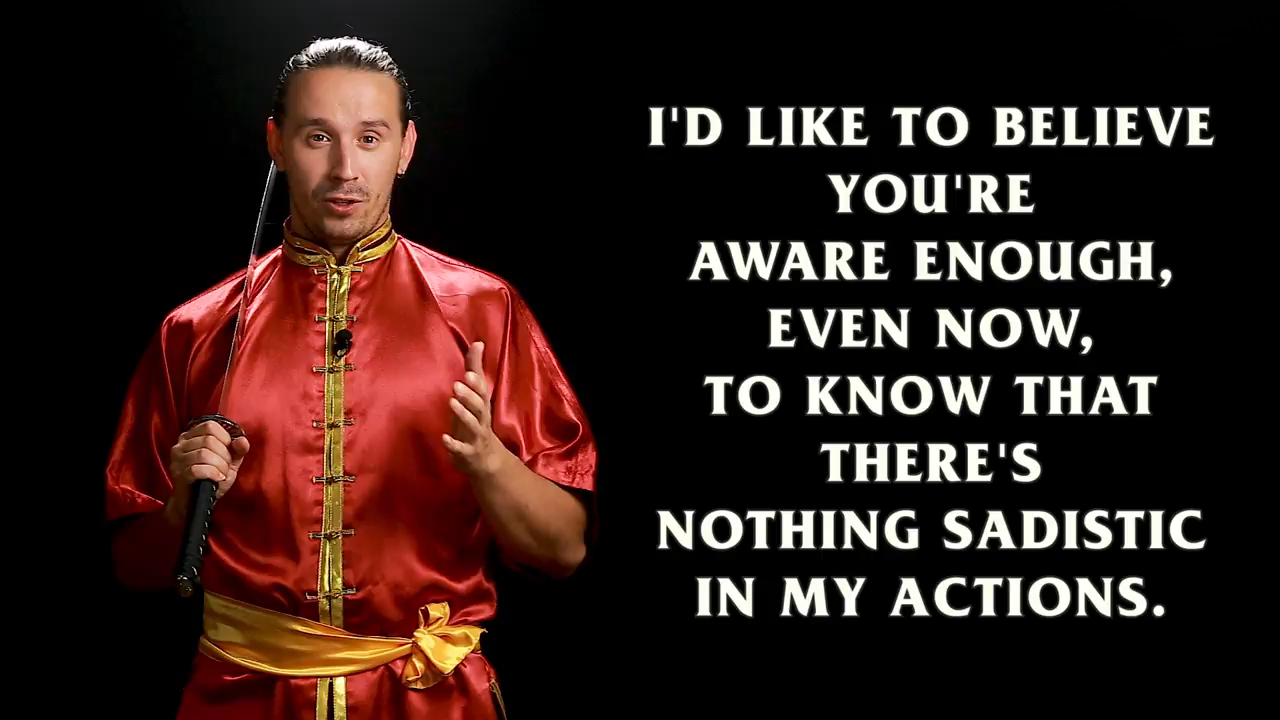 I'D LIKE TO BELIEVE
YOU'RE
AWARE ENOUGH,
EVEN NOW,
TO KNOW THAT
THERE'S
NOTHING SADISTIC
IN MY ACTIONS.